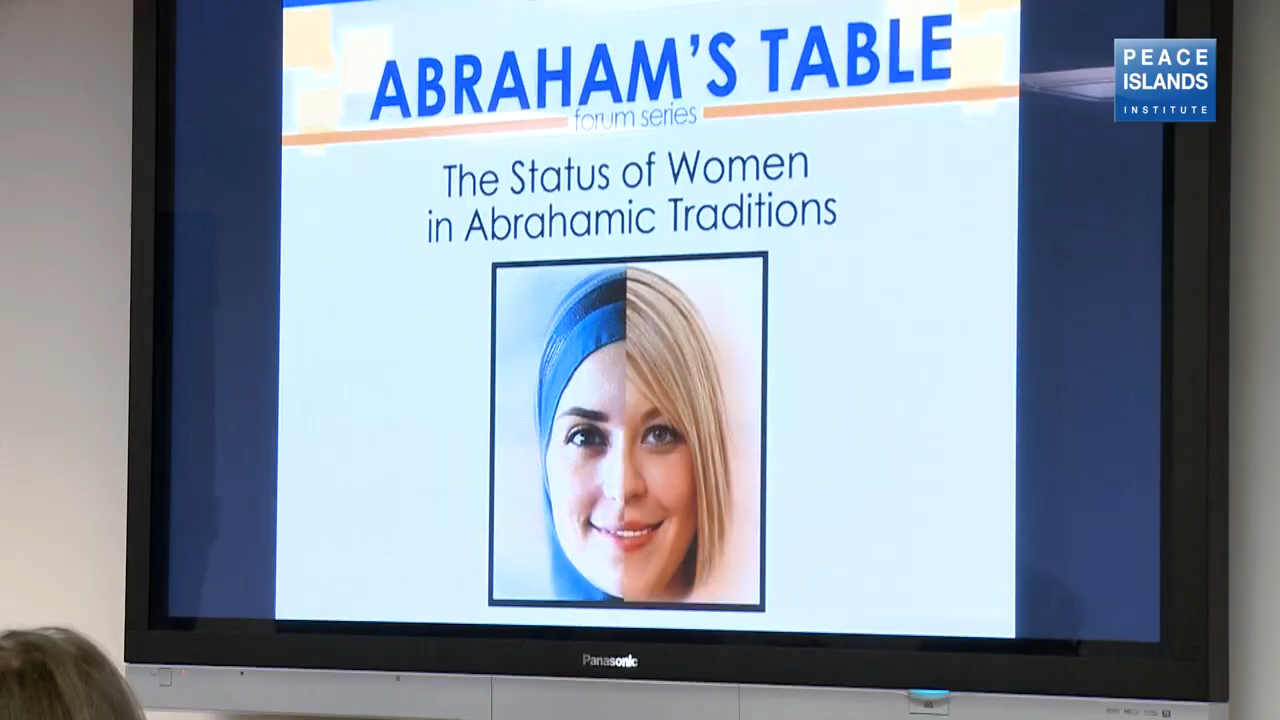 ABRAHAM'S TABLE
forum series
The Status of Women
in Abrahamic Traditions
PEACE
ISLANDS
INSTITUTE
Panasonic